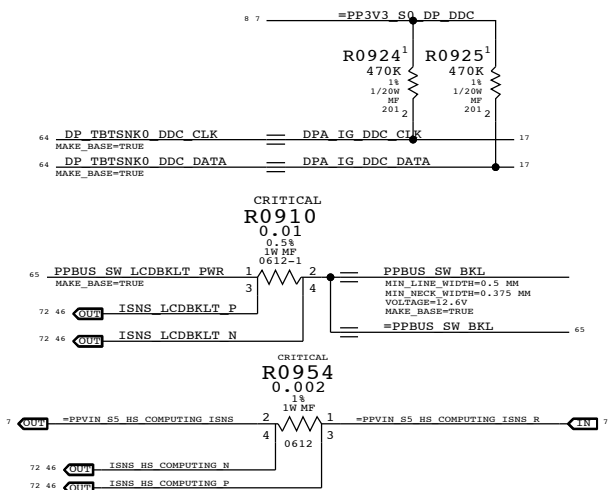 8 7 =PP3V3_S0_DP_DDC
R0924 1 R0925 1
470K 470K
1% 1%
1/20W 1/20W
MF MF
201 2 201 2
64 DP_TBTSNK0_DDC_CLK DPA_IG_DDC_CLK 17
MAKE_BASE=TRUE
64 DP_TBTSNK0_DDC_DATA DPA_IG_DDC_DATA 17
MAKE_BASE=TRUE
CRITICAL
R0910
0.01
0.5%
1W MF
0612-1
65 PPBUS_SW_LCDBKLT_PWR 1 2 PPBUS_SW_BKL
3 4 MIN_LINE_WIDTH=0.5 MM
MIN_NECK_WIDTH=0.375 MM
VOLTAGE=12.6V
MAKE_BASE=TRUE
72 46 OUT ISNS_LCDBKLT_P
72 46 OUT ISNS_LCDBKLT_N
=PPBUS_SW_BKL 65
CRITICAL
R0954
0.002
1%
1W MF
7 OUT =PPVIN_S5_HS_COMPUTING_ISNS 2 1 =PPVIN_S5_HS_COMPUTING_ISNS_R IN 7
4 3
0612
72 46 OUT ISNS_HS_COMPUTING_N
72 46 OUT ISNS_HS_COMPUTING_P